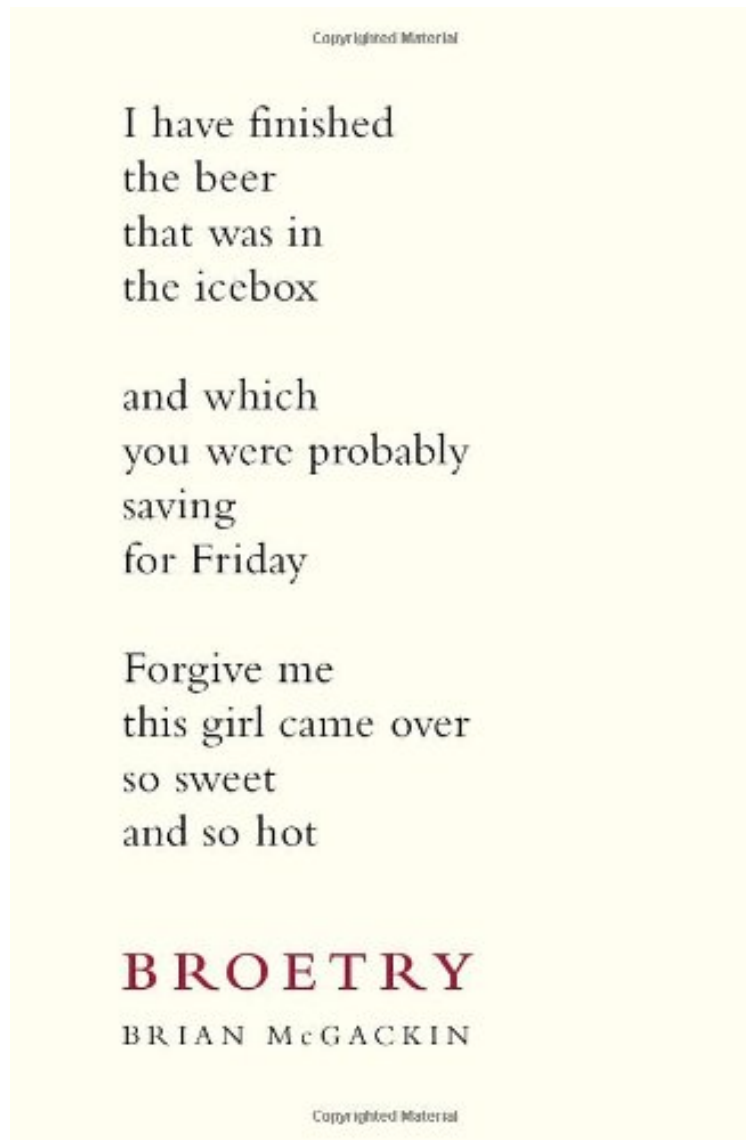 Copyrighted Material
I have finished
the beer
that was in
the icebox
and which
you were probably
saving
for Friday
Forgive me
this girl came over
so sweet
and so hot
BROETRY
BRIAN McGACKIN
Copyrighted Material